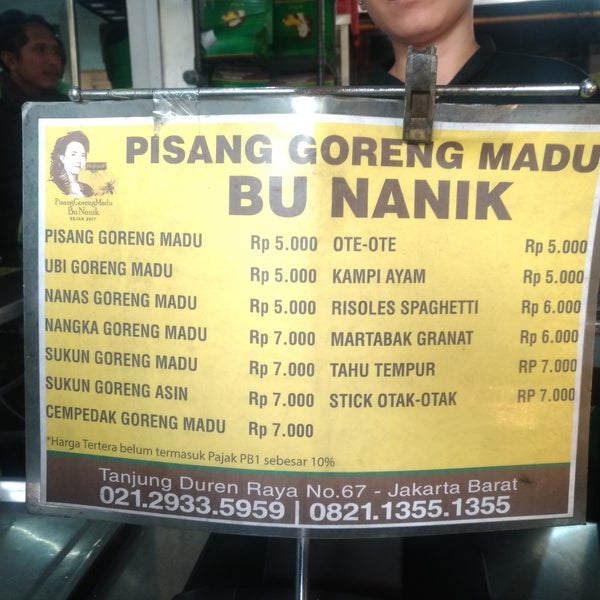 PISANG GORENG MADU
BU NANIK
PisangGorengMadu
Bu Nanik
SEJAK 2007
PISANG GORENG MADU Rp 5.000
UBI GORENG MADU Rp 5.000
NANAS GORENG MADU Rp 5.000
NANGKA GORENG MADU Rp 7.000
SUKUN GORENG MADU Rp 7.000
SUKUN GORENG ASIN Rp 7.000
CEMPEDAK GORENG MADU Rp 7.000
OTE-OTE Rp 5.000
KAMPI AYAM Rp 5.000
RISOLES SPAGHETTI Rp 6.000
MARTABAK GRANAT Rp 6.000
TAHU TEMPUR RP 7.000
STICK OTAK-OTAK RP 7.000
*Harga Tertera belum termasuk Pajak PB1 sebesar 10%
Tanjung Duren Raya No.67 - Jakarta Barat
021.2933.5959 | 0821.1355.1355